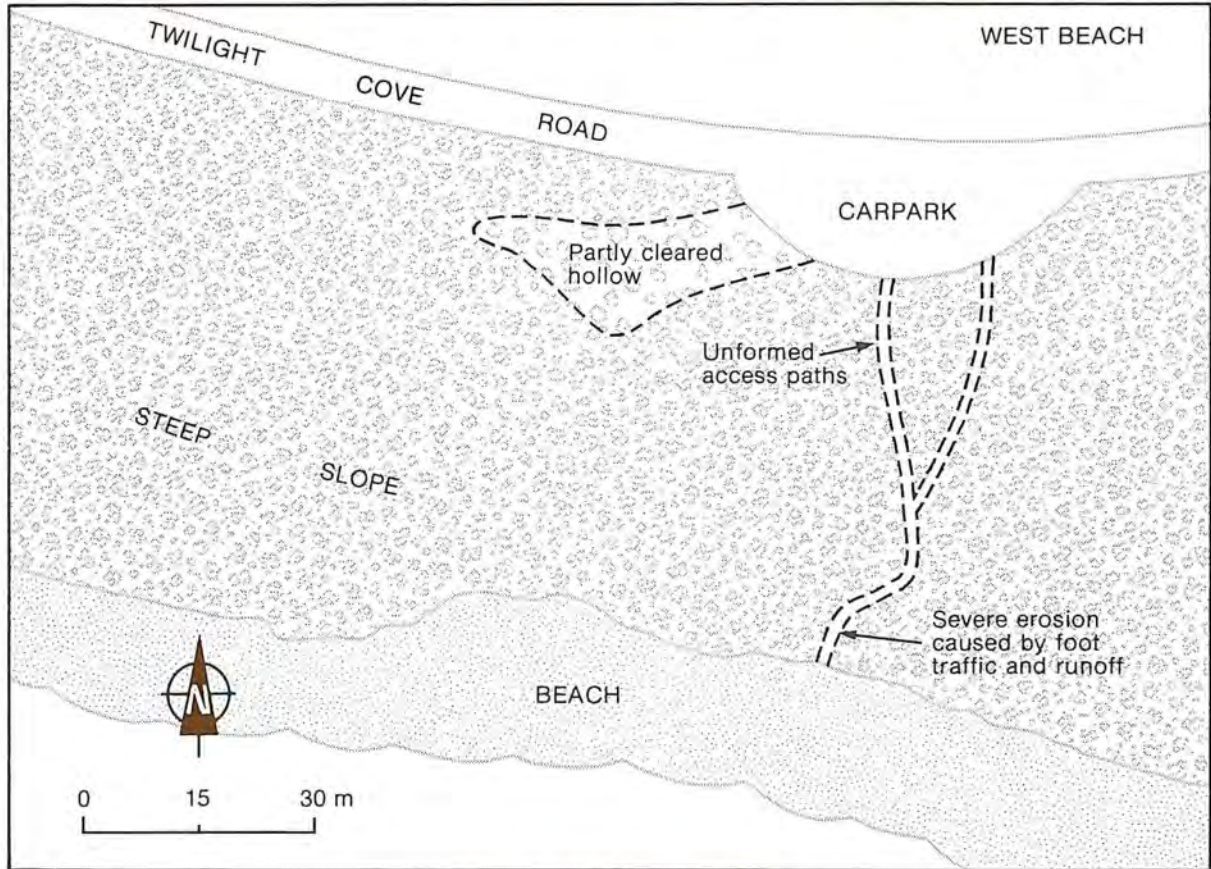 WEST BEACH
TWILIGHT COVE ROAD
CARPARK
Partly cleared
hollow
Unformed
access paths
STEEP SLOPE
Severe erosion
caused by foot
traffic and runoff
BEACH
N
0 15 30 m